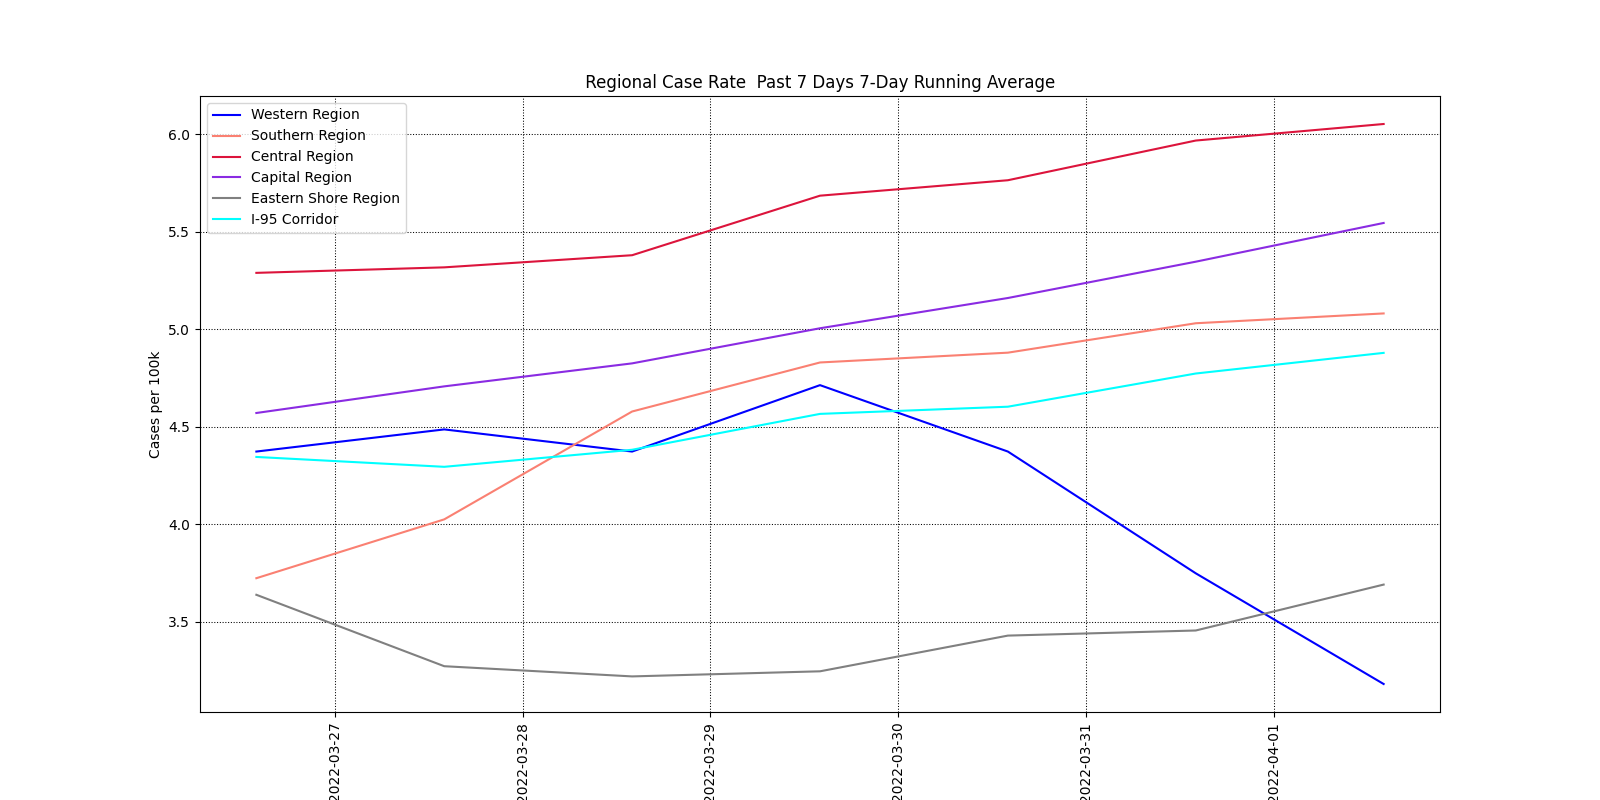 Regional Case Rate  Past 7 Days 7-Day Running Average
Western Region
Southern Region
Central Region
Capital Region
Eastern Shore Region
I-95 Corridor
Cases per 100k
6.0
5.5
5.0
4.5
4.0
3.5
2022-03-27
2022-03-28
2022-03-29
2022-03-30
2022-03-31
2022-04-01